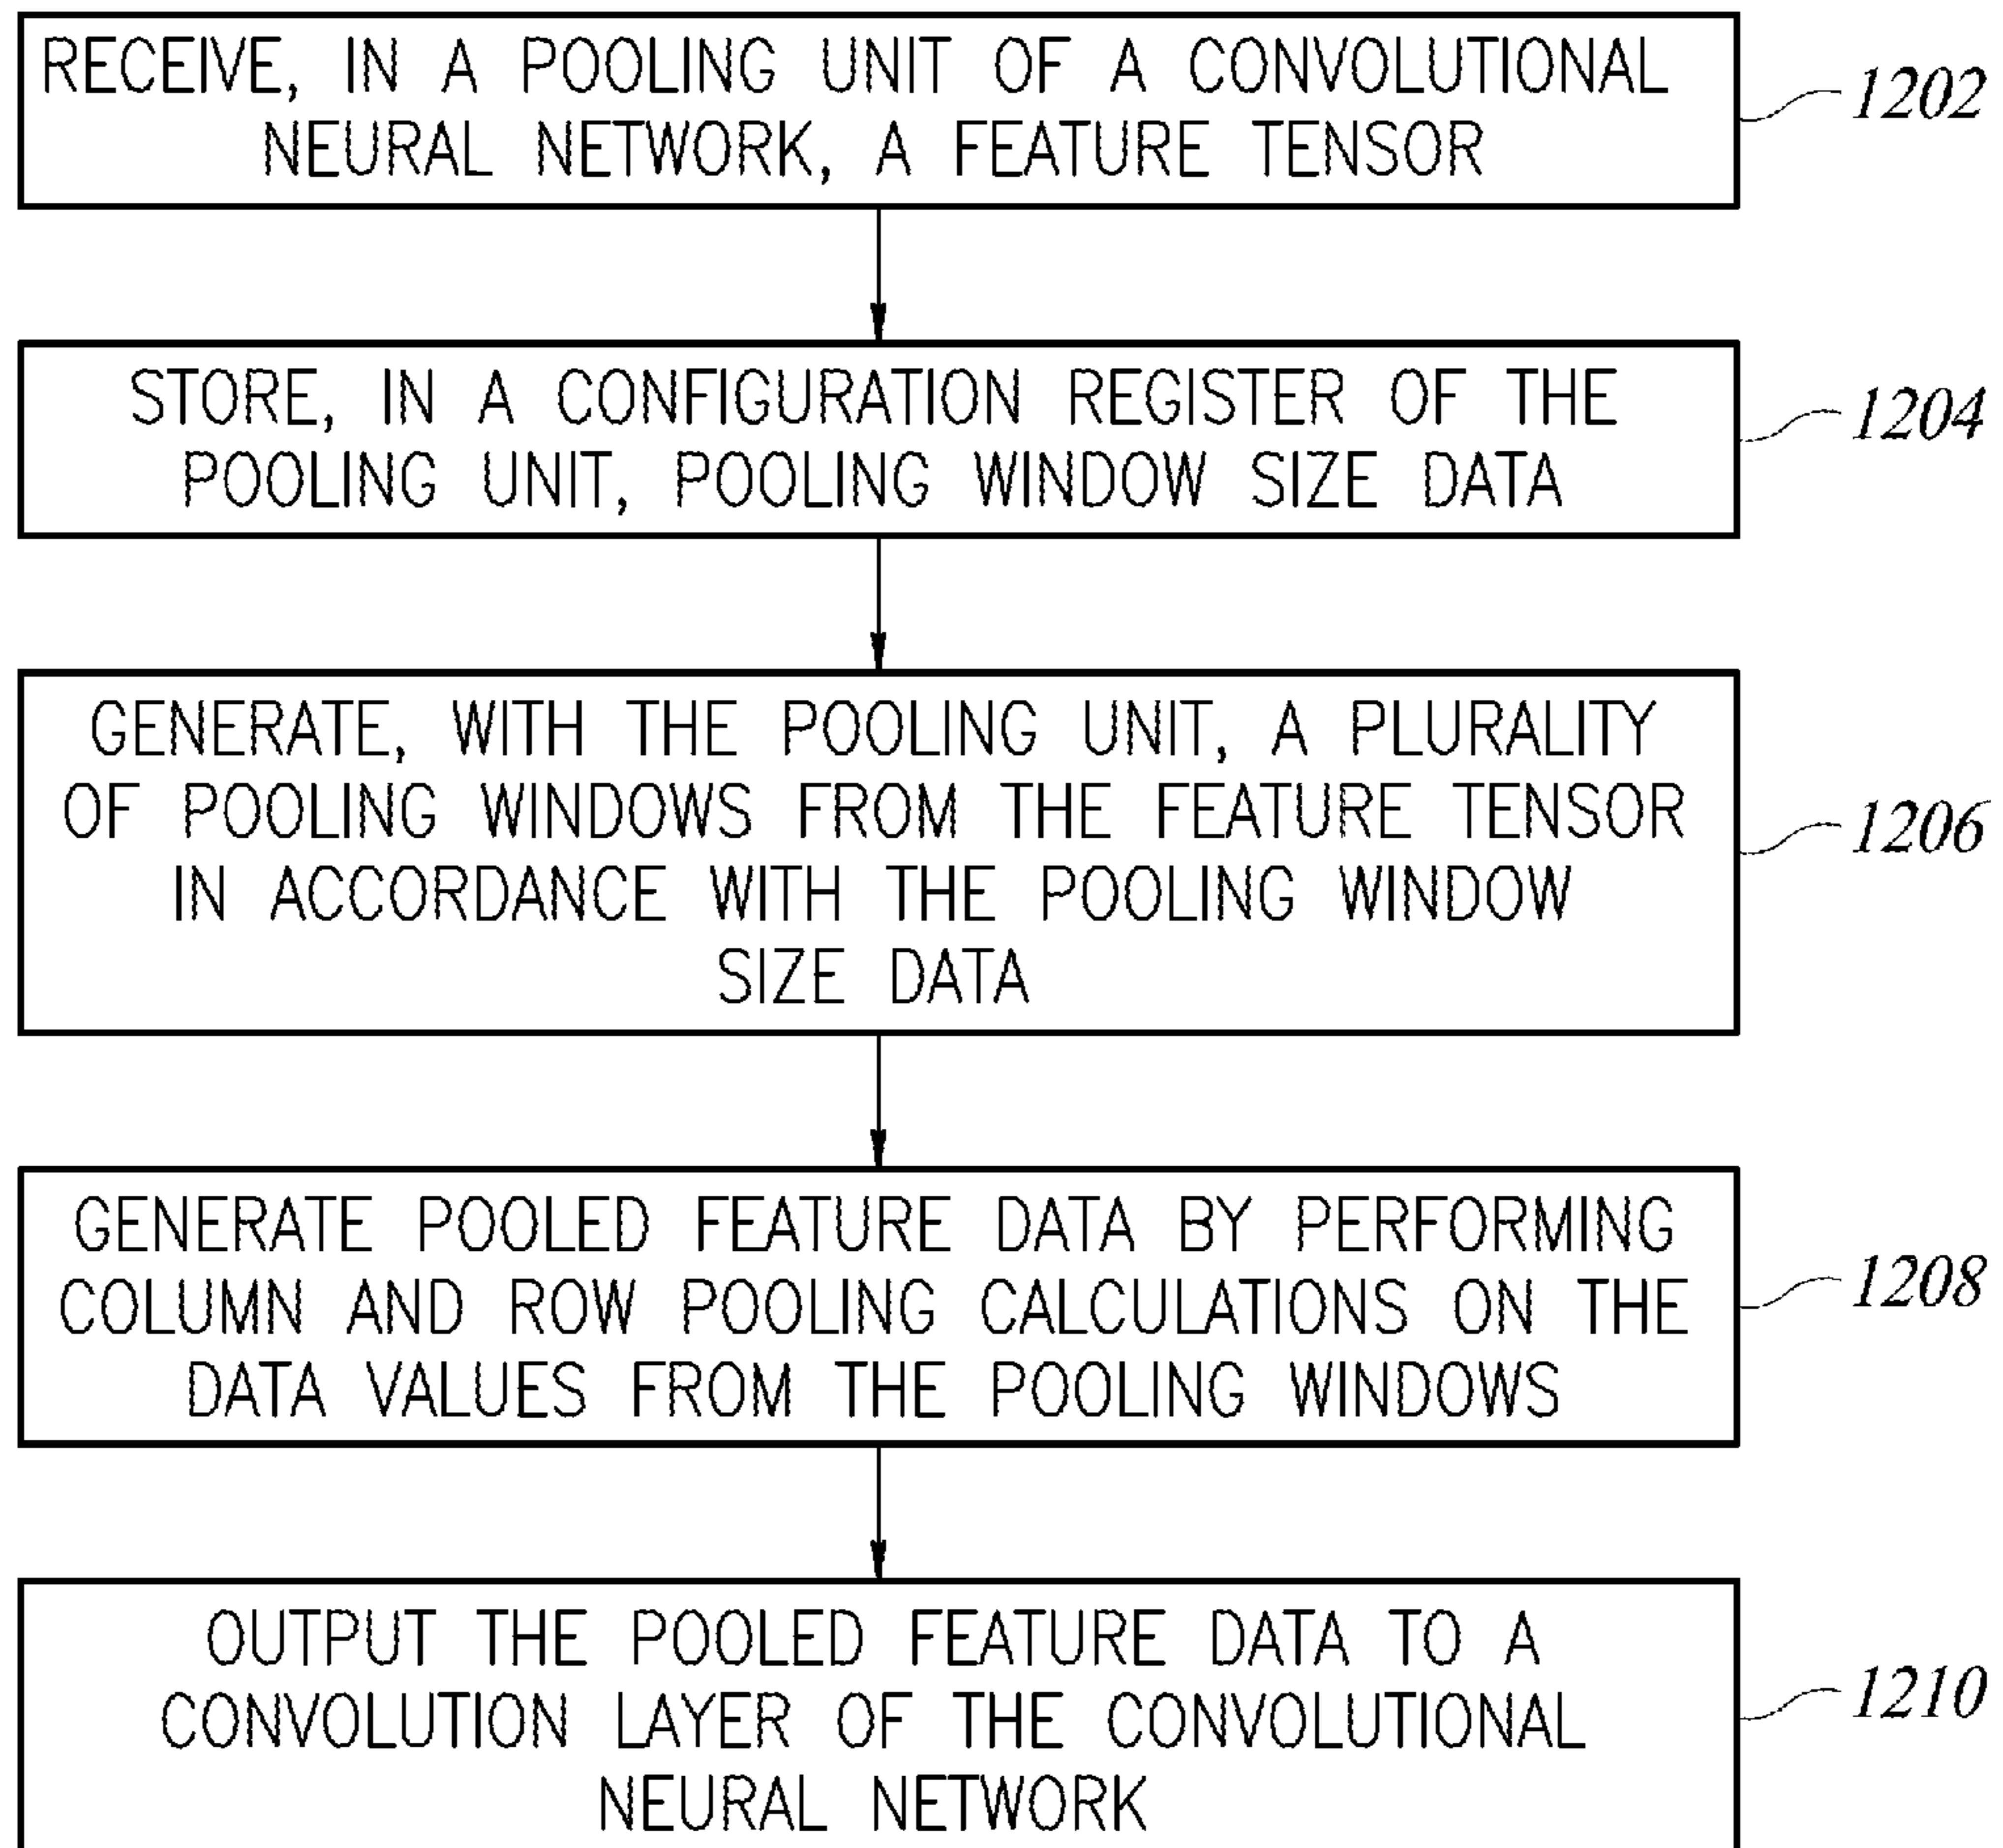 RECEIVE, IN A POOLING UNIT OF A CONVOLUTIONAL
NEURAL NETWORK, A FEATURE TENSOR
1202
STORE, IN A CONFIGURATION REGISTER OF THE
POOLING UNIT, POOLING WINDOW SIZE DATA
1204
GENERATE, WITH THE POOLING UNIT, A PLURALITY
OF POOLING WINDOWS FROM THE FEATURE TENSOR
IN ACCORDANCE WITH THE POOLING WINDOW
SIZE DATA
1206
GENERATE POOLED FEATURE DATA BY PERFORMING
COLUMN AND ROW POOLING CALCULATIONS ON THE
DATA VALUES FROM THE POOLING WINDOWS
1208
OUTPUT THE POOLED FEATURE DATA TO A
CONVOLUTION LAYER OF THE CONVOLUTIONAL
NEURAL NETWORK
1210